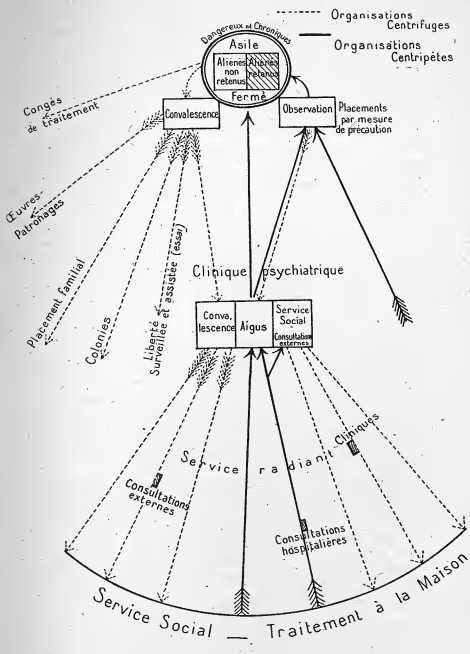 Organisations
Centrifuges
Organisations
Centripètes
Dangereux et Chroniques
Asile
Aliénés
non
retenus
Aliénés
retenus
Fermé
Congés
de traitement
Convalescence
Observation
Placements
par mesure
de précaution
Œuvres-
Patronages
Placement familial
Colonies
Liberté
Surveillée et assistée (essai)
Clinique psychiatrique
Conva.
lescence
Aigus
Service
Social
Consultation
externes
Service radiant
Cliniques
Consultations
externes
Consultations
hospitalières
Service Social — Traitement à la Maison